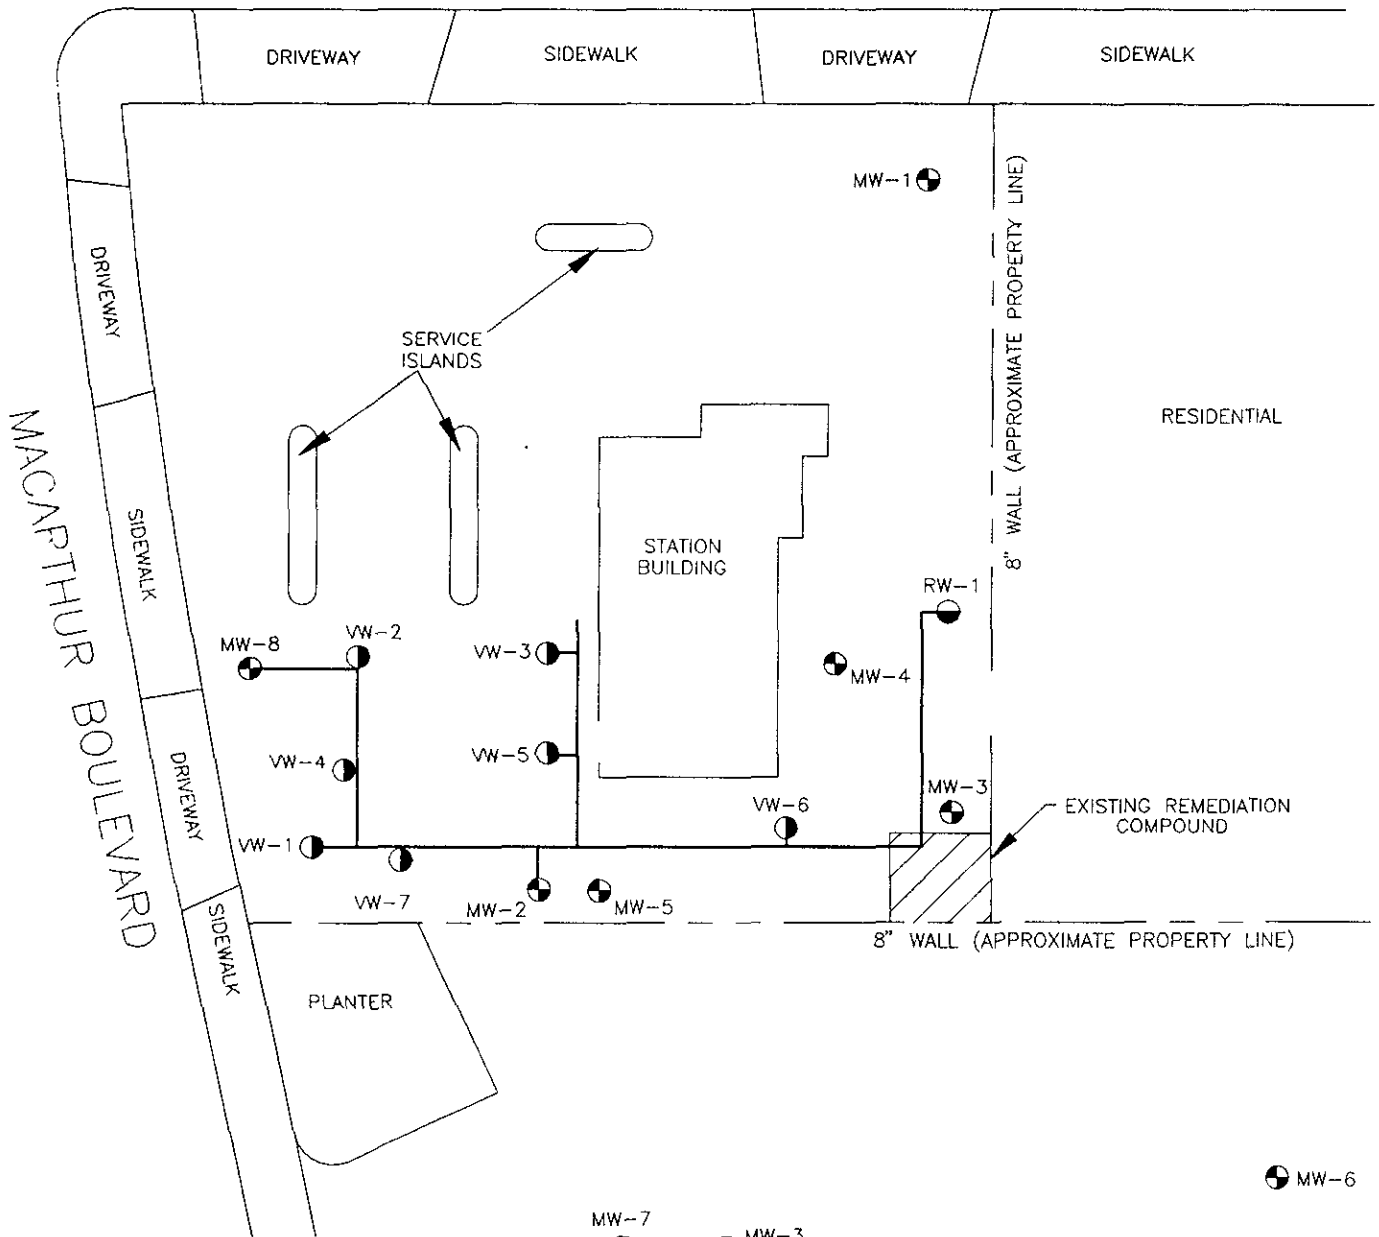 DRIVEWAY
SIDEWALK
DRIVEWAY
SIDEWALK
MW-1
8" WALL (APPROXIMATE PROPERTY LINE)
DRIVEWAY
SERVICE
ISLANDS
RESIDENTIAL
MACARTHUR BOULEVARD
SIDEWALK
STATION
BUILDING
RW-1
MW-8
VW-2
VW-3
MW-4
DRIVEWAY
VW-4
VW-5
MW-3
VW-6
EXISTING REMEDIATION
COMPOUND
VW-1
VW-7
MW-2
MW-5
SIDEWALK
8" WALL (APPROXIMATE PROPERTY LINE)
PLANTER
MW-6
MW-7
MW-3